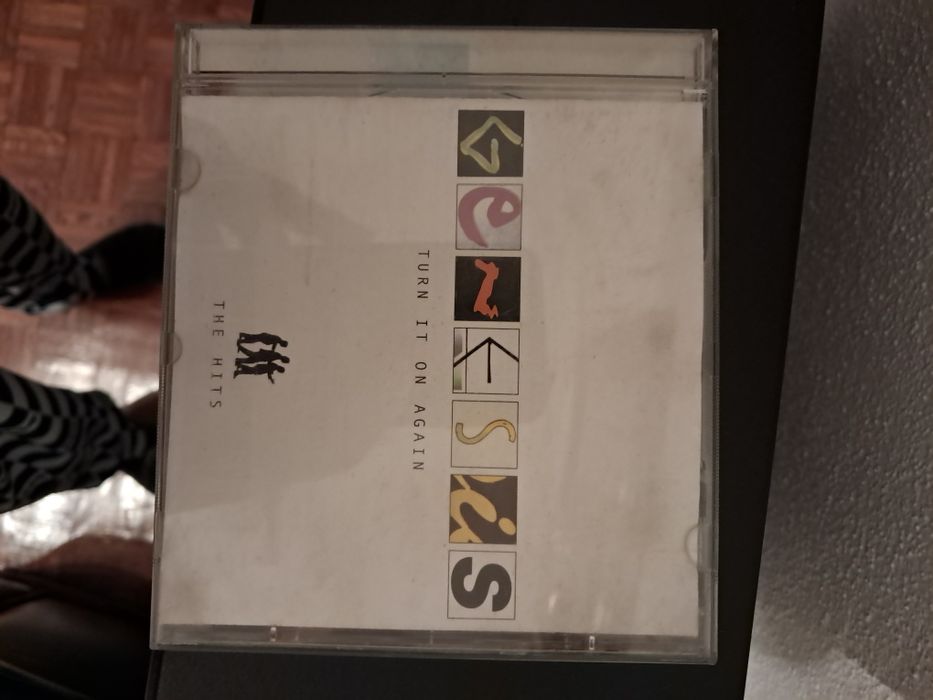 GeNESiS
TURN IT ON AGAIN
THE HITS